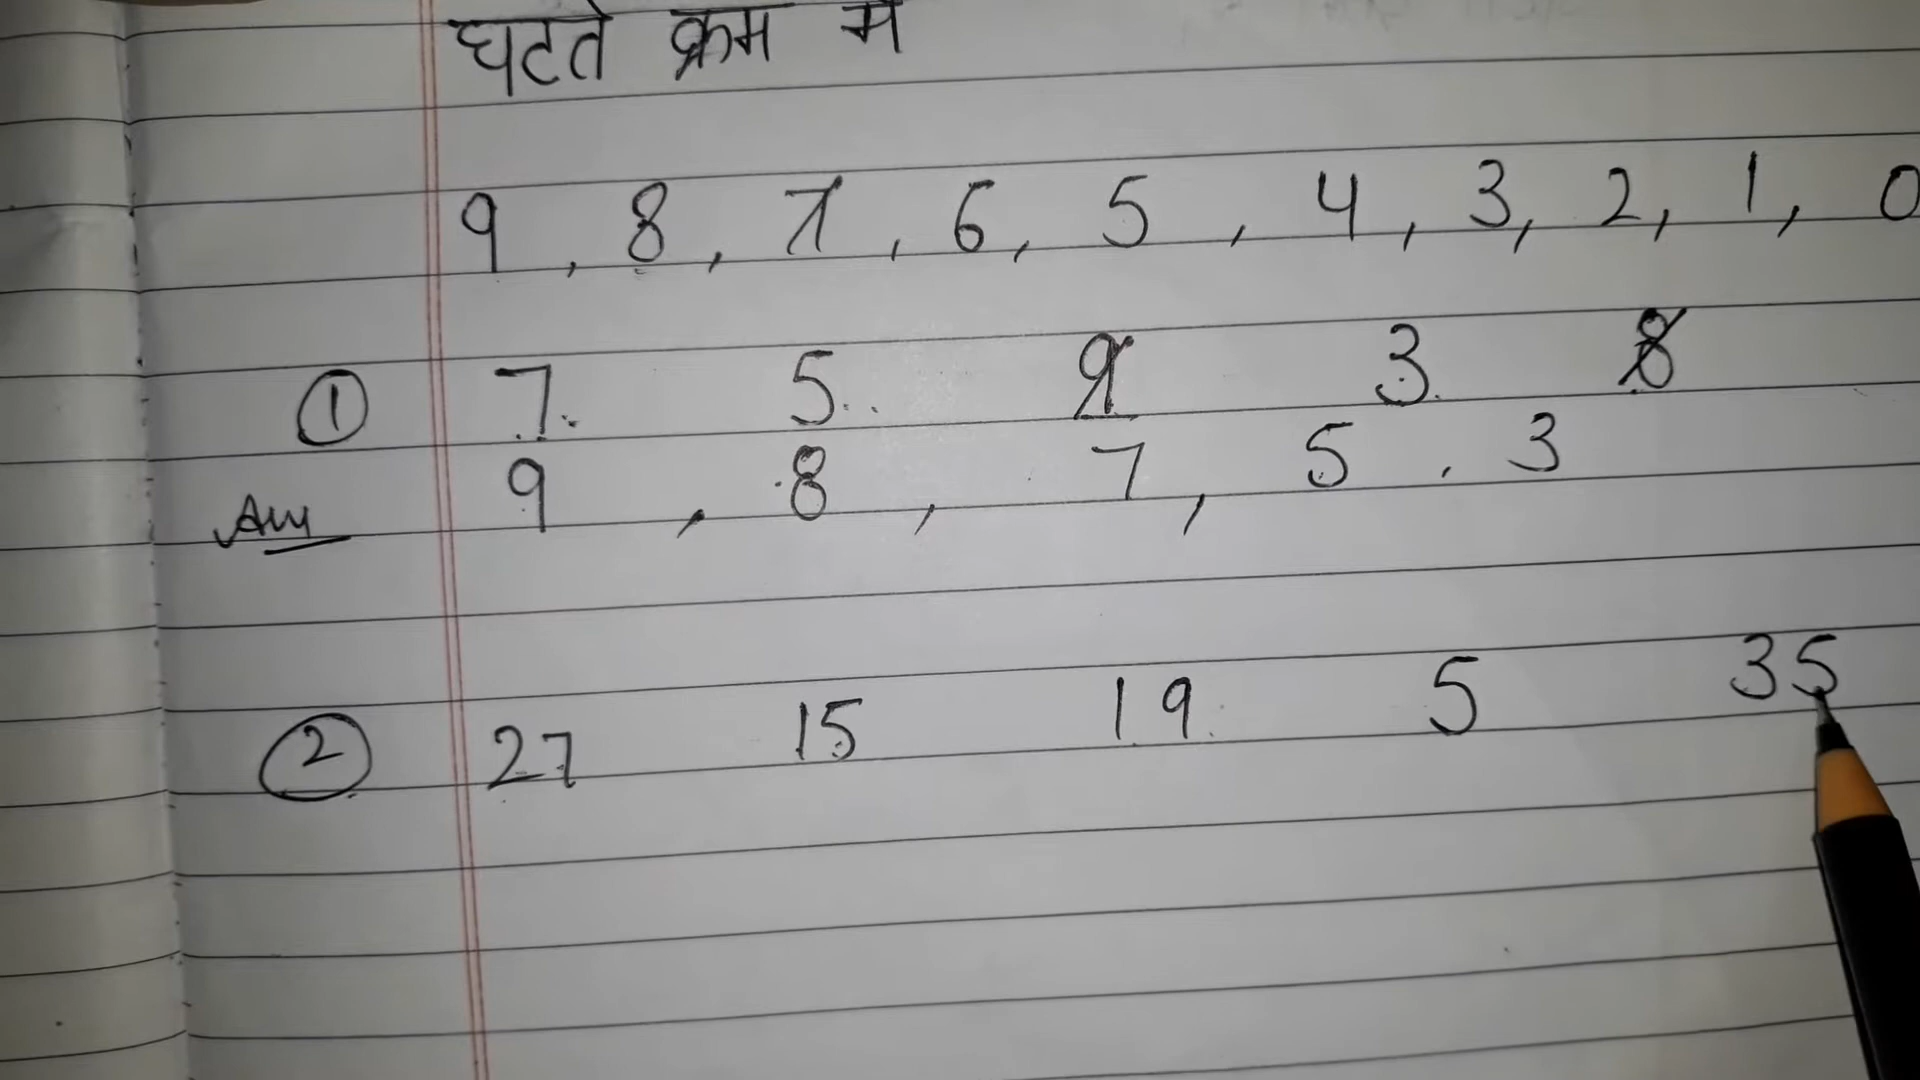 घटते क्रम में
9 , 8 , 7 , 6 , 5 , 4 , 3 , 2 , 1 , 0
① 7 5 9 3 8
Ans 9 , 8 , 7 , 5 . 3
② 27 15 19 5 35